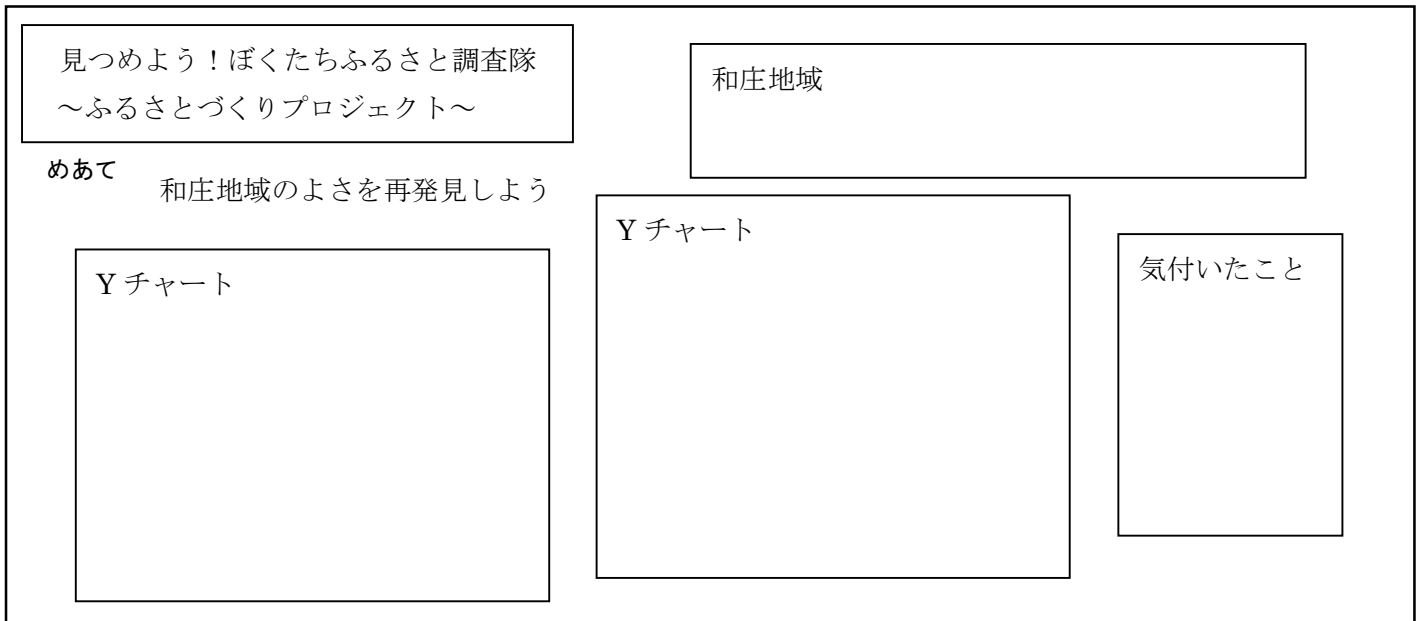 見つめよう！ぼくたちふるさと調査隊
～ふるさとづくりプロジェクト～
めあて
和庄地域のよさを再発見しよう
Y チャート
和庄地域
Y チャート
気付いたこと